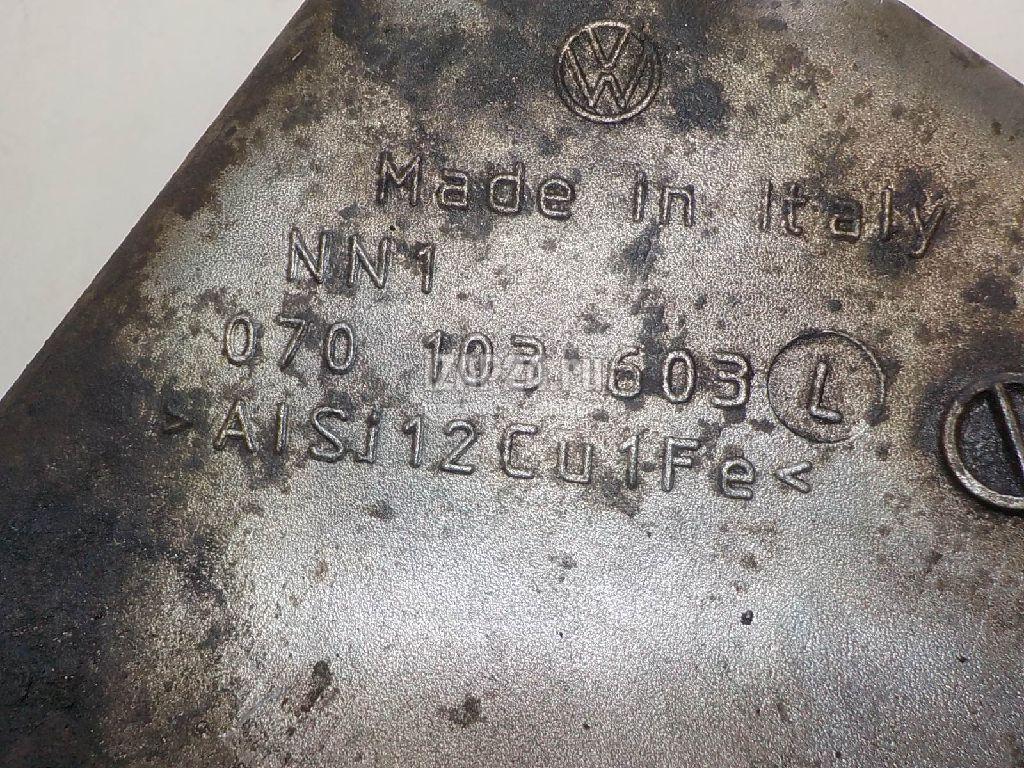 Made in Italy
NN1
070 103 603 L
>AlSi12Cu1Fe<